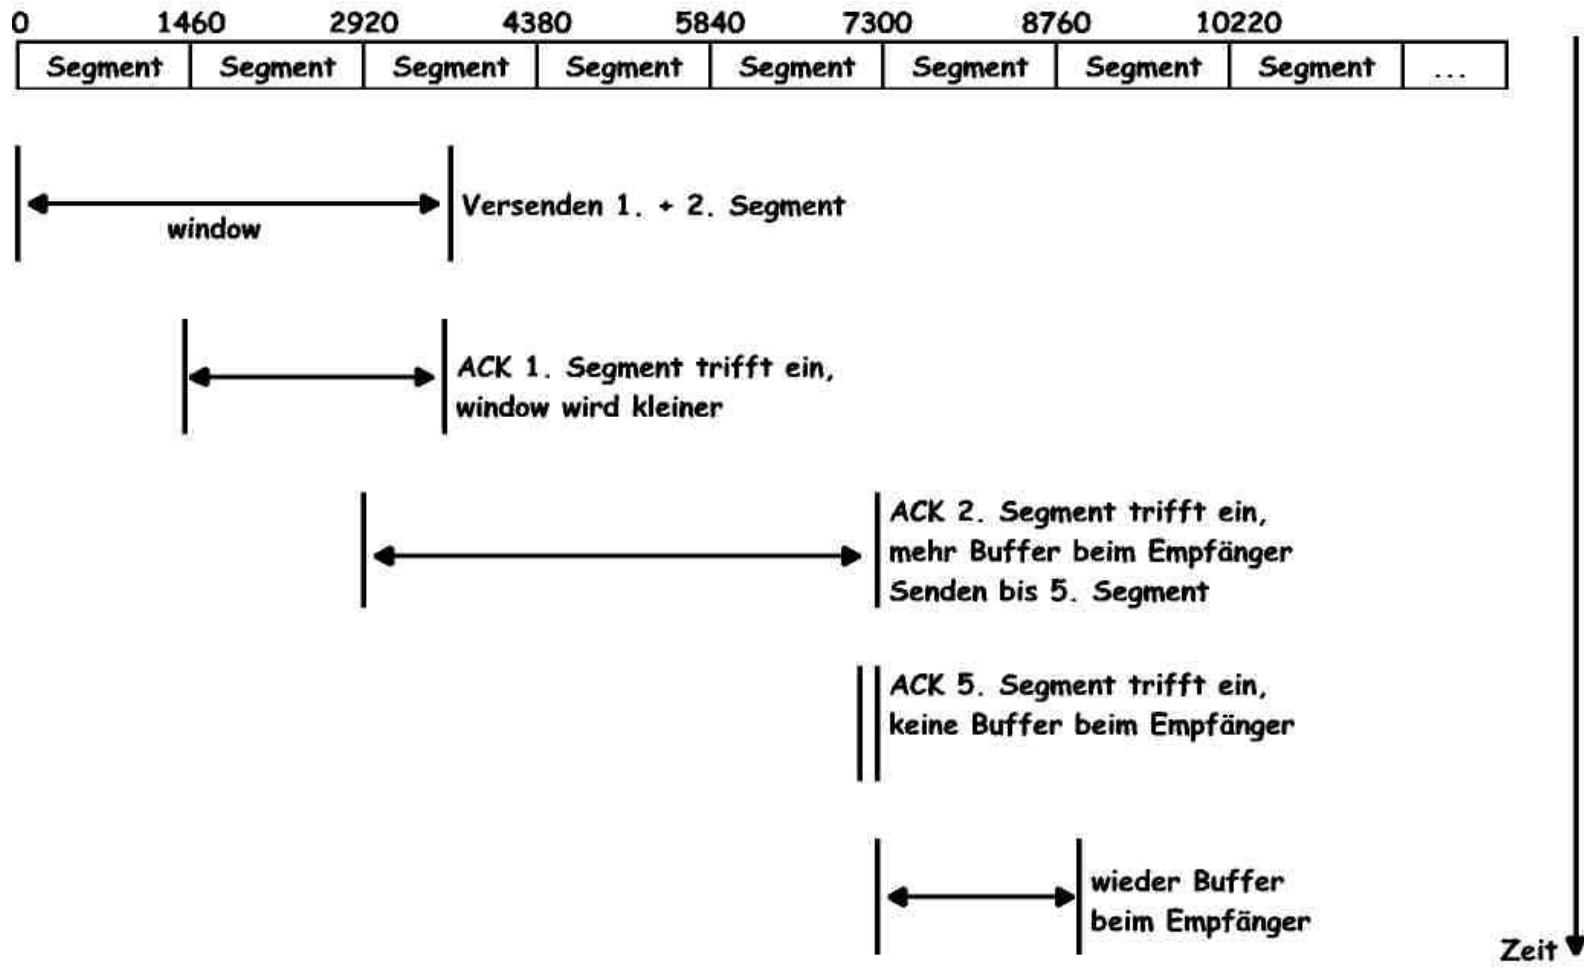 0 1460 2920 4380 5840 7300 8760 10220
Segment Segment Segment Segment Segment Segment Segment Segment ...
Versenden 1. + 2. Segment
window
ACK 1. Segment trifft ein,
window wird kleiner
ACK 2. Segment trifft ein,
mehr Buffer beim Empfänger
Senden bis 5. Segment
ACK 5. Segment trifft ein,
keine Buffer beim Empfänger
wieder Buffer
beim Empfänger
Zeit